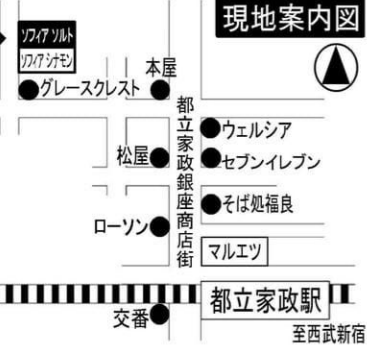 現地案内図
ソフィア ソルト
ソフィア シナモン
本屋
グレースクレスト
都立家政銀座商店街
ウェルシア
松屋
セブンイレブン
そば処福良
ローソン
マルエツ
都立家政駅
交番
至西武新宿